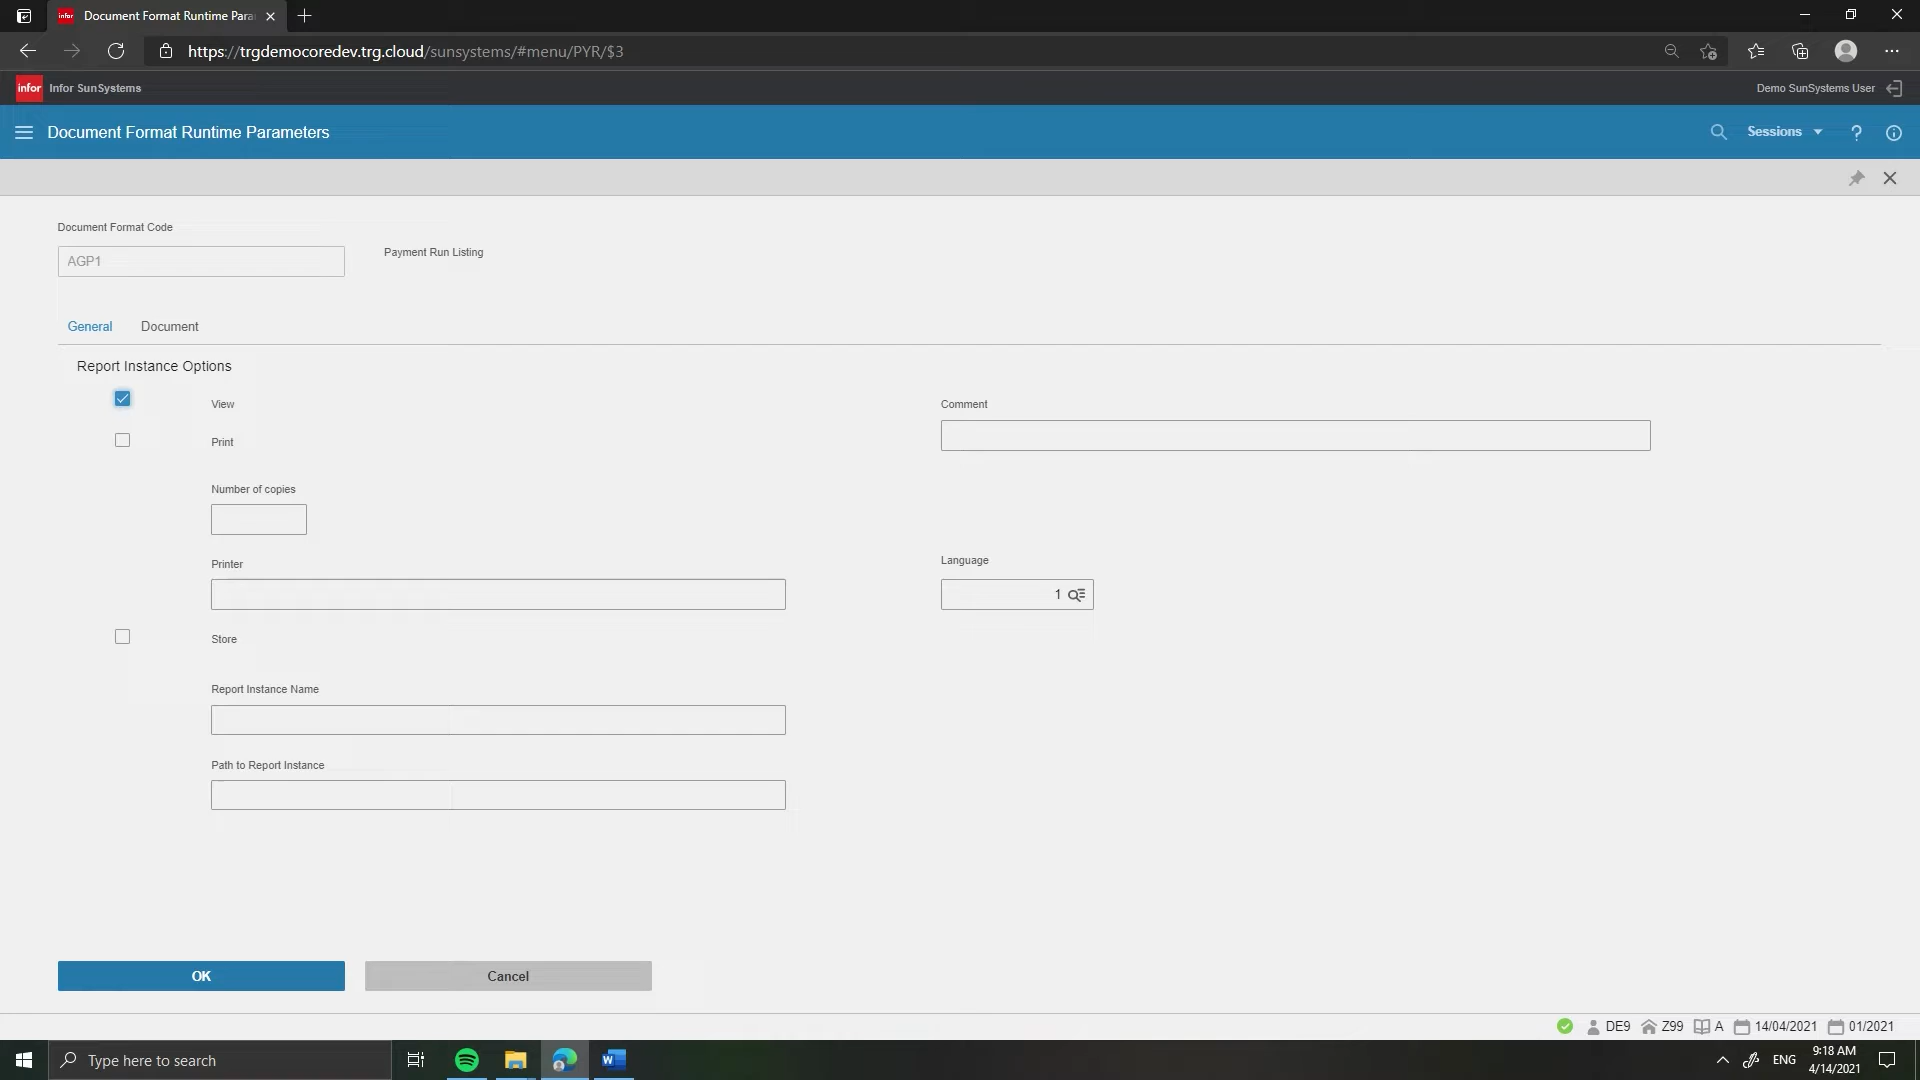 infor Document Format Runtime Para
https://trgdemocoredev.trg.cloud/sunsystems/#menu/PYR/$3
infor Infor SunSystems
Demo SunSystems User
Document Format Runtime Parameters
Sessions
Document Format Code
AGP1
Payment Run Listing
General Document
Report Instance Options
View
Comment
Print
Number of copies
Printer
Language
1
Store
Report Instance Name
Path to Report Instance
OK Cancel
DE9 Z99 A 14/04/2021 01/2021
Type here to search
ENG
9:18 AM
4/14/2021